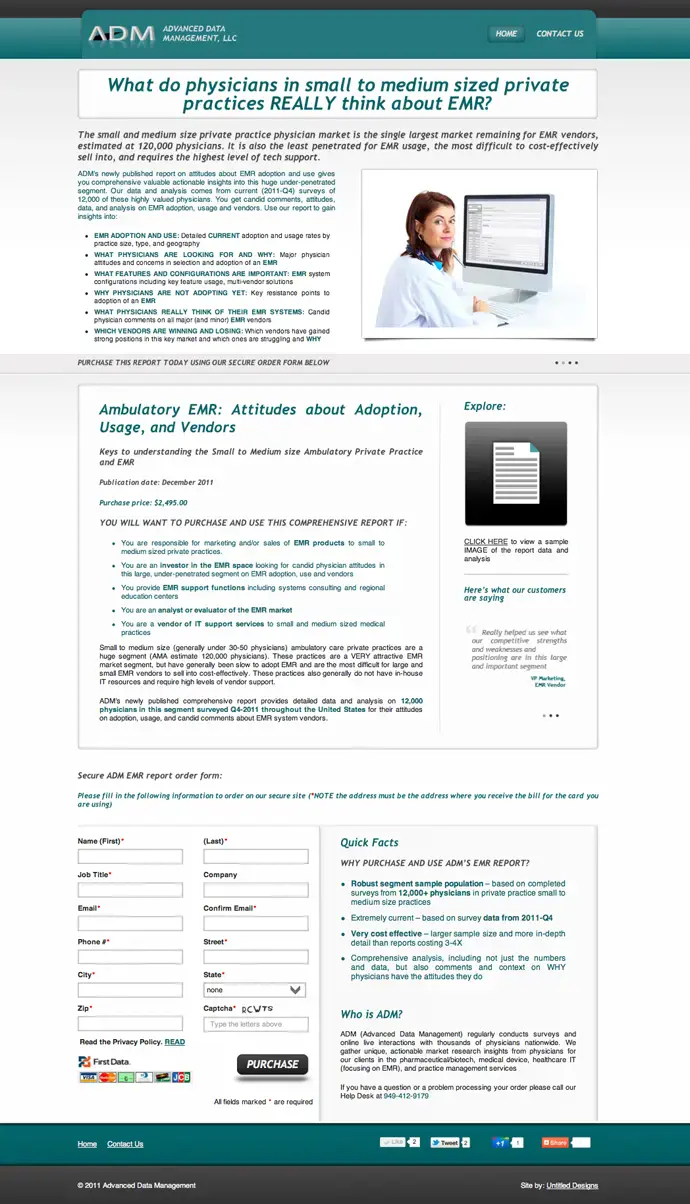 ADM
ADVANCED DATA
MANAGEMENT, LLC
HOME
CONTACT US
What do physicians in small to medium sized private
practices REALLY think about EMR?
The small and medium size private practice physician market is the single largest market remaining for EMR vendors,
estimated at 120,000 physicians. It is also the least penetrated for EMR usage, the most difficult to cost-effectively
sell into, and requires the highest level of tech support.
ADM's newly published report on attitudes about EMR adoption and use gives
you comprehensive valuable actionable insights into this huge under-penetrated
segment. Our data and analysis comes from current (2011-Q4) surveys of
12,000 of these highly valued physicians. You get candid comments, attitudes,
data, and analysis on EMR adoption, usage and vendors. Use our report to gain
insights into:
• EMR ADOPTION AND USE: Detailed CURRENT adoption and usage rates by
practice size, type, and geography
• WHAT PHYSICIANS ARE LOOKING FOR AND WHY: Major physician
attitudes and concerns in selection and adoption of an EMR
• WHAT FEATURES AND CONFIGURATIONS ARE IMPORTANT: EMR system
configurations including key feature usage, multi-vendor solutions
• WHY PHYSICIANS ARE NOT ADOPTING YET: Key resistance points to
adoption of an EMR
• WHAT PHYSICIANS REALLY THINK OF THEIR EMR SYSTEMS: Candid
physician comments on all major (and minor) EMR vendors
• WHICH VENDORS ARE WINNING AND LOSING: Which vendors have gained
strong positions in this key market and which ones are struggling and WHY
PURCHASE THIS REPORT TODAY USING OUR SECURE ORDER FORM BELOW
Ambulatory EMR: Attitudes about Adoption,
Usage, and Vendors
Keys to understanding the Small to Medium size Ambulatory Private Practice
and EMR
Publication date: December 2011
Purchase price: $2,495.00
YOU WILL WANT TO PURCHASE AND USE THIS COMPREHENSIVE REPORT IF:
• You are responsible for marketing and/or sales of EMR products to small to
medium sized private practices.
• You are an investor in the EMR space looking for candid physician attitudes in
this large, under-penetrated segment on EMR adoption, use and vendors
• You provide EMR support functions including systems consulting and regional
education centers
• You are an analyst or evaluator of the EMR market
• You are a vendor of IT support services to small and medium sized medical
practices
Small to medium size (generally under 30-50 physicians) ambulatory care private practices are a
huge segment (AMA estimate 120,000 physicians). These practices are a VERY attractive EMR
market segment, but have generally been slow to adopt EMR and are the most difficult for large and
small EMR vendors to sell into cost-effectively. These practices also generally do not have in-house
IT resources and require high levels of vendor support.
ADM's newly published comprehensive report provides detailed data and analysis on 12,000
physicians in this segment surveyed Q4-2011 throughout the United States for their attitudes
on adoption, usage, and candid comments about EMR system vendors.
Explore:
CLICK HERE to view a sample
IMAGE of the report data and
analysis
Here's what our customers
are saying
“ Really helped us see what
our competitive strengths
and weaknesses and
positioning are in this large
and important segment
VP Marketing,
EMR Vendor
Secure ADM EMR report order form:
Please fill in the following information to order on our secure site (*NOTE the address must be the address where you receive the bill for the card you
are using)
Name (First)*
(Last)*
Job Title*
Company
Email*
Confirm Email*
Phone #*
Street*
City*
State*
none
Zip*
Captcha* RCWTS
Type the letters above
Read the Privacy Policy. READ
First Data.
VISA
JCB
PURCHASE
All fields marked * are required
Quick Facts
WHY PURCHASE AND USE ADM'S EMR REPORT?
• Robust segment sample population – based on completed
surveys from 12,000+ physicians in private practice small to
medium size practices
• Extremely current – based on survey data from 2011-Q4
• Very cost effective – larger sample size and more in-depth
detail than reports costing 3-4X
• Comprehensive analysis, including not just the numbers
and data, but also comments and context on WHY
physicians have the attitudes they do
Who is ADM?
ADM (Advanced Data Management) regularly conducts surveys and
online live interactions with thousands of physicians nationwide. We
gather unique, actionable market research insights from physicians for
our clients in the pharmaceutical/biotech, medical device, healthcare IT
(focusing on EMR), and practice management services
If you have a question or a problem processing your order please call our
Help Desk at 949-412-9179
Home
Contact Us
Like 2
Tweet 2
+1 1
Share
© 2011 Advanced Data Management
Site by: Untitled Designs